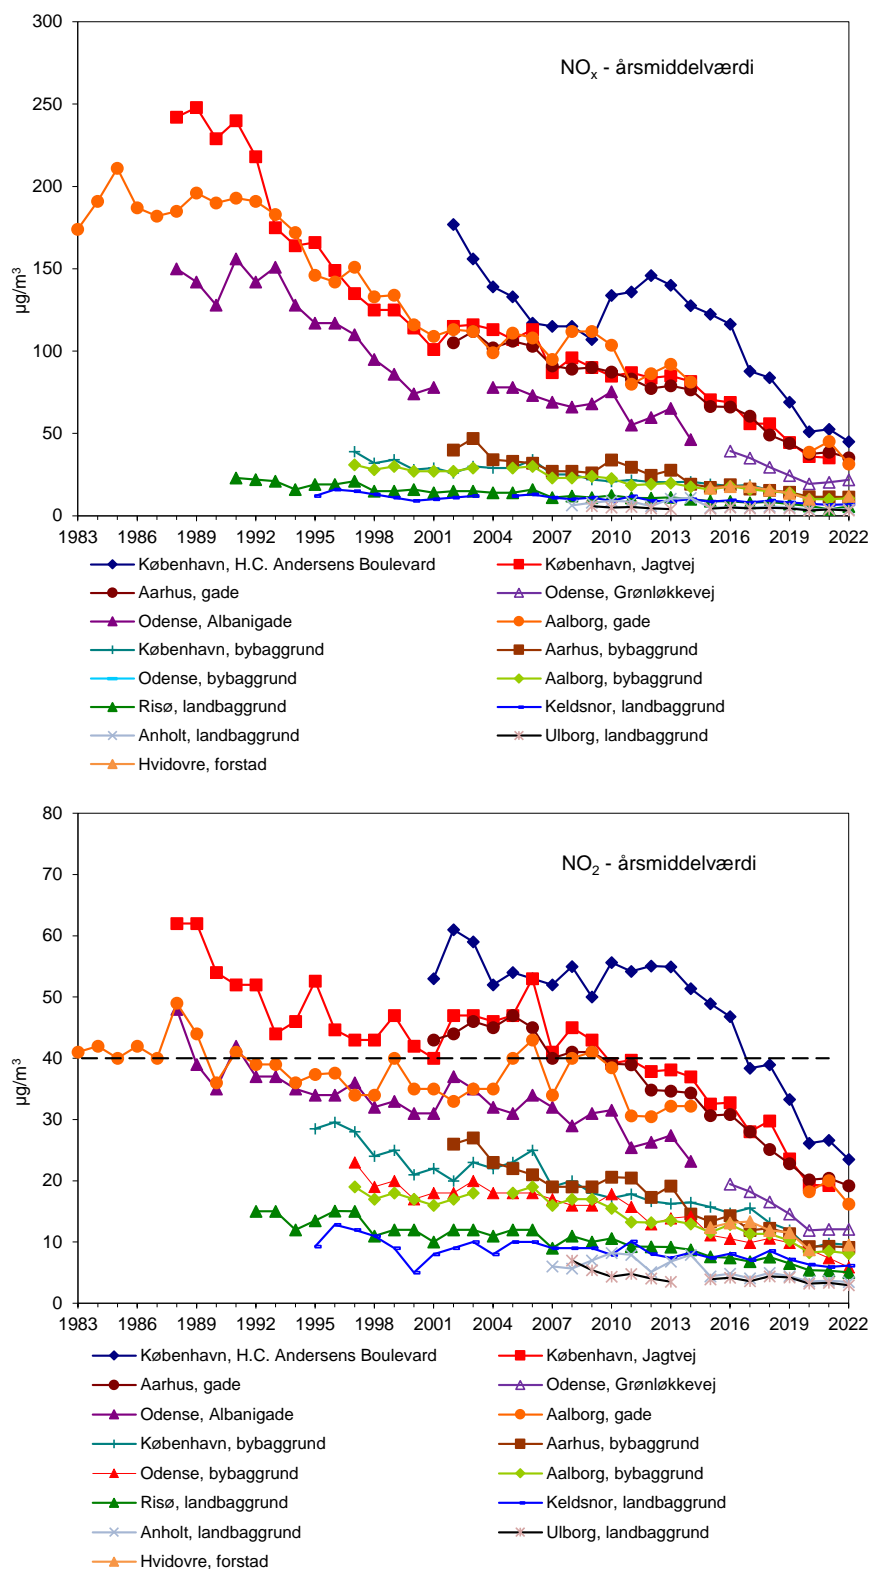 300
250
200
150
100
50
0
µg/m³
NOx - årsmiddelværdi
1983 1986 1989 1992 1995 1998 2001 2004 2007 2010 2013 2016 2019 2022
København, H.C. Andersens Boulevard København, Jagtvej
Aarhus, gade Odense, Grønløkkevej
Odense, Albanigade Aalborg, gade
København, bybaggrund Aarhus, bybaggrund
Odense, bybaggrund Aalborg, bybaggrund
Risø, landbaggrund Keldsnor, landbaggrund
Anholt, landbaggrund Ulborg, landbaggrund
Hvidovre, forstad
80
70
60
50
40
30
20
10
0
µg/m³
NO₂ - årsmiddelværdi
1983 1986 1989 1992 1995 1998 2001 2004 2007 2010 2013 2016 2019 2022
København, H.C. Andersens Boulevard København, Jagtvej
Aarhus, gade Odense, Grønløkkevej
Odense, Albanigade Aalborg, gade
København, bybaggrund Aarhus, bybaggrund
Odense, bybaggrund Aalborg, bybaggrund
Risø, landbaggrund Keldsnor, landbaggrund
Anholt, landbaggrund Ulborg, landbaggrund
Hvidovre, forstad